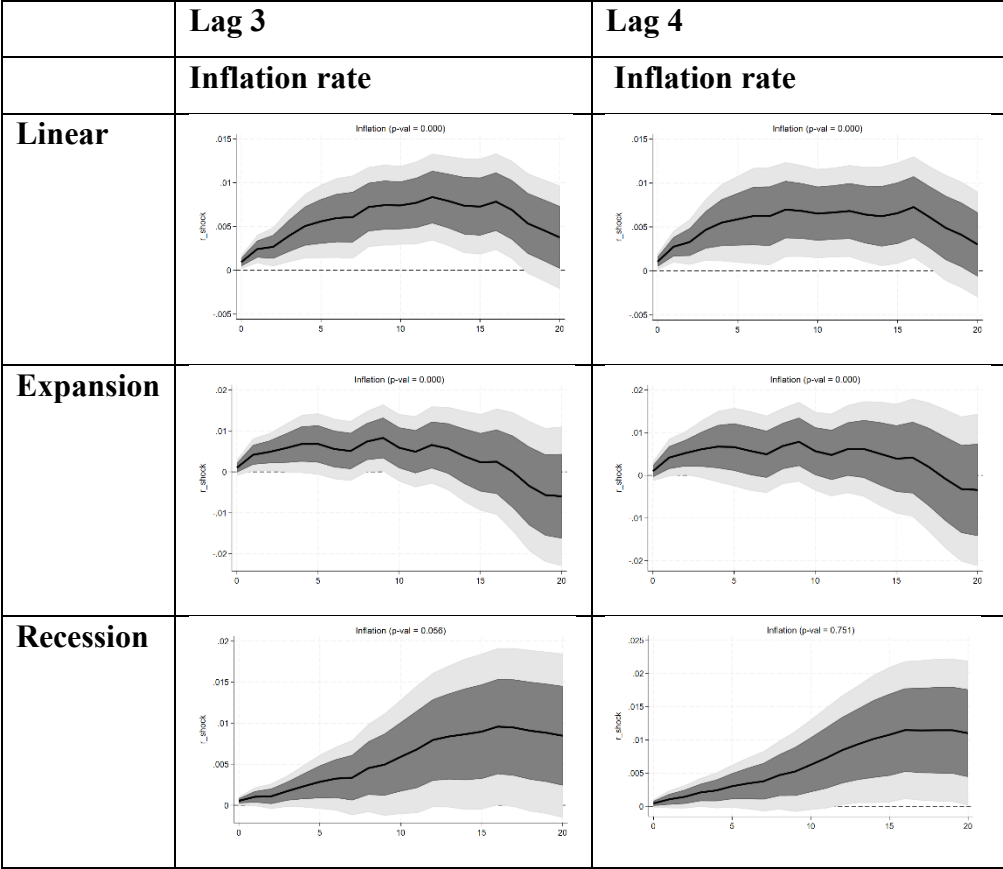 Lag 3
Lag 4
Inflation rate
Inflation rate
Linear
Inflation (p-val = 0.000)
.015
.01
.005
0
-.005
r_shock
0 5 10 15 20
Inflation (p-val = 0.000)
.015
.01
.005
0
-.005
r_shock
0 5 10 15 20
Expansion
Inflation (p-val = 0.000)
.02
.01
0
-.01
-.02
r_shock
0 5 10 15 20
Inflation (p-val = 0.000)
.02
.01
0
-.01
-.02
r_shock
0 5 10 15 20
Recession
Inflation (p-val = 0.056)
.02
.01
.01
.005
0
r_shock
0 5 10 15 20
Inflation (p-val = 0.751)
.025
.02
.015
.01
.005
0
r_shock
0 5 10 15 20